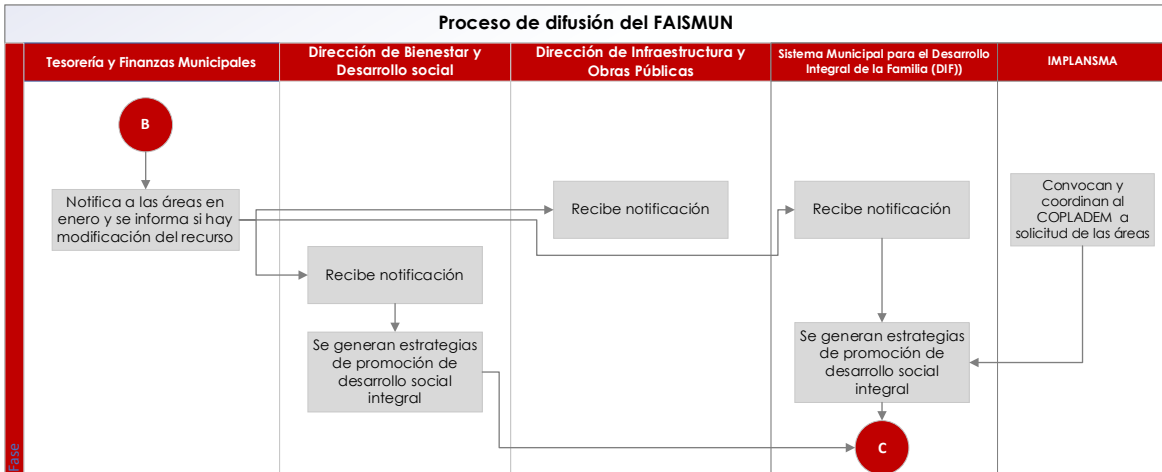 Proceso de difusión del FAISMUN
Tesorería y Finanzas Municipales
Dirección de Bienestar y
Desarrollo social
Dirección de Infraestructura y
Obras Públicas
Sistema Municipal para el Desarrollo
Integral de la Familia (DIF))
IMPLANSMA
B
Notifica a las áreas en
enero y se informa si hay
modificación del recurso
Recibe notificación
Recibe notificación
Convocan y
coordinan al
COPLADEM a
solicitud de las áreas
Recibe notificación
Se generan estrategias
de promoción de
desarrollo social
integral
Se generan estrategias
de promoción de
desarrollo social
integral
C
Fase